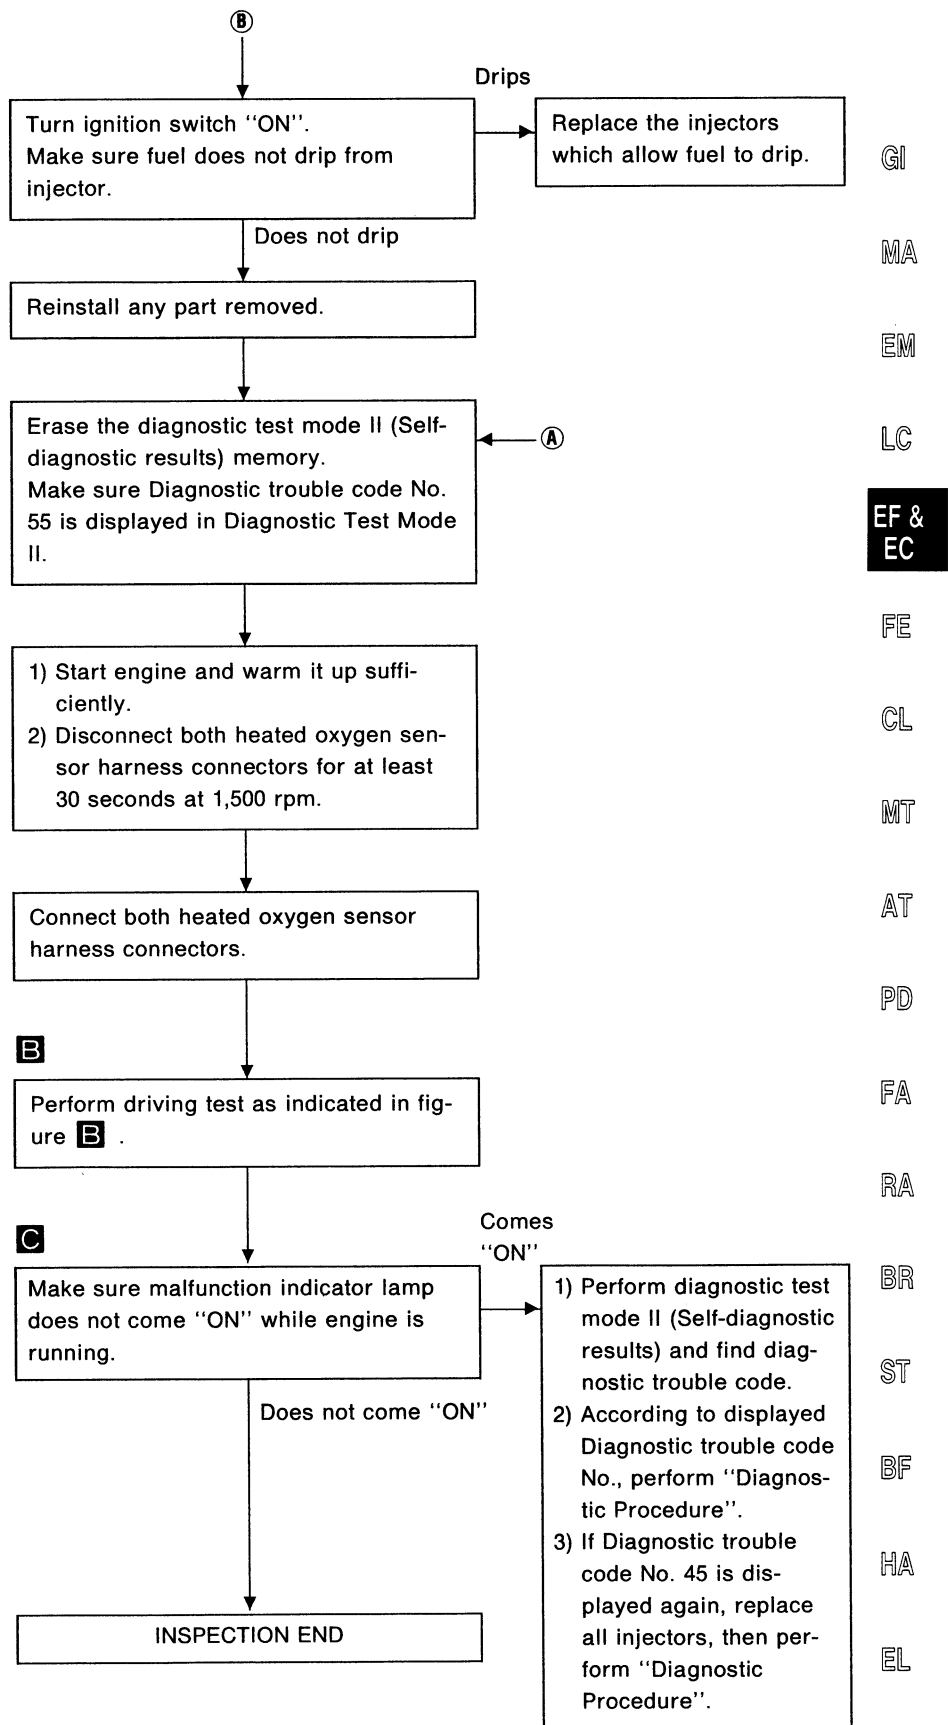 B
Drips
Turn ignition switch ‘‘ON’’.
Make sure fuel does not drip from
injector.
Replace the injectors
which allow fuel to drip.
Does not drip
Reinstall any part removed.
Erase the diagnostic test mode II (Self-
diagnostic results) memory.
Make sure Diagnostic trouble code No.
55 is displayed in Diagnostic Test Mode
II.
A
1) Start engine and warm it up suffi-
ciently.
2) Disconnect both heated oxygen sen-
sor harness connectors for at least
30 seconds at 1,500 rpm.
Connect both heated oxygen sensor
harness connectors.
B
Perform driving test as indicated in fig-
ure B .
C
Comes
‘‘ON’’
Make sure malfunction indicator lamp
does not come ‘‘ON’’ while engine is
running.
Does not come ‘‘ON’’
1) Perform diagnostic test
mode II (Self-diagnostic
results) and find diag-
nostic trouble code.
2) According to displayed
Diagnostic trouble code
No., perform ‘‘Diagnos-
tic Procedure’’.
3) If Diagnostic trouble
code No. 45 is dis-
played again, replace
all injectors, then per-
form ‘‘Diagnostic
Procedure’’.
INSPECTION END
GI
MA
EM
LC
EF &
EC
FE
CL
MT
AT
PD
FA
RA
BR
ST
BF
HA
EL